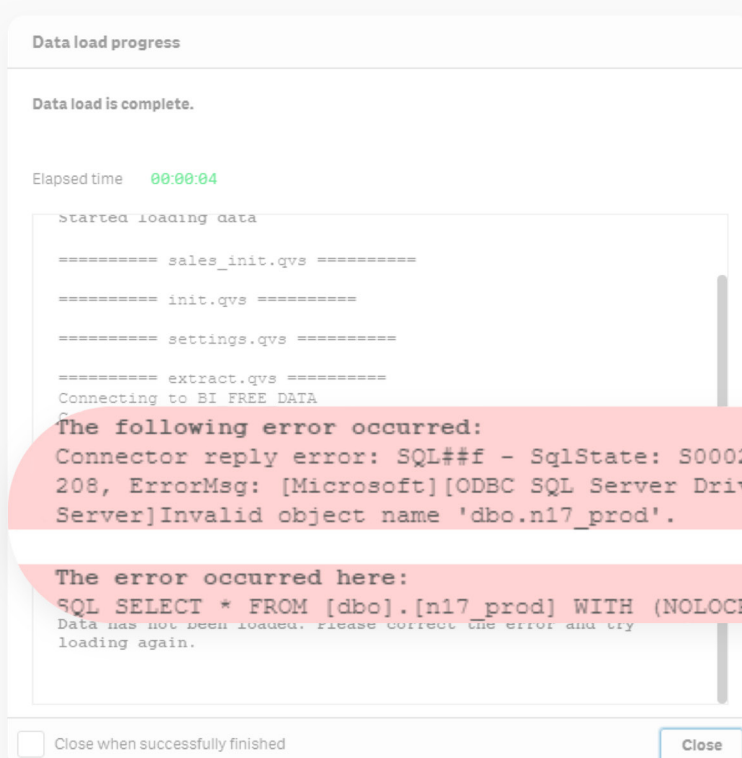 Data load progress
Data load is complete.
Elapsed time 00:00:04
Started loading data
========== sales_init.qvs ==========
========== init.qvs ==========
========== settings.qvs ==========
========== extract.qvs ==========
Connecting to BI FREE DATA
The following error occurred:
Connector reply error: SQL##f - SqlState: S0002
208, ErrorMsg: [Microsoft][ODBC SQL Server Driv
Server]Invalid object name 'dbo.n17_prod'.
The error occurred here:
SQL SELECT * FROM [dbo].[n17_prod] WITH (NOLOCK
Data has not been loaded. Please correct the error and try
loading again.
Close when successfully finished
Close